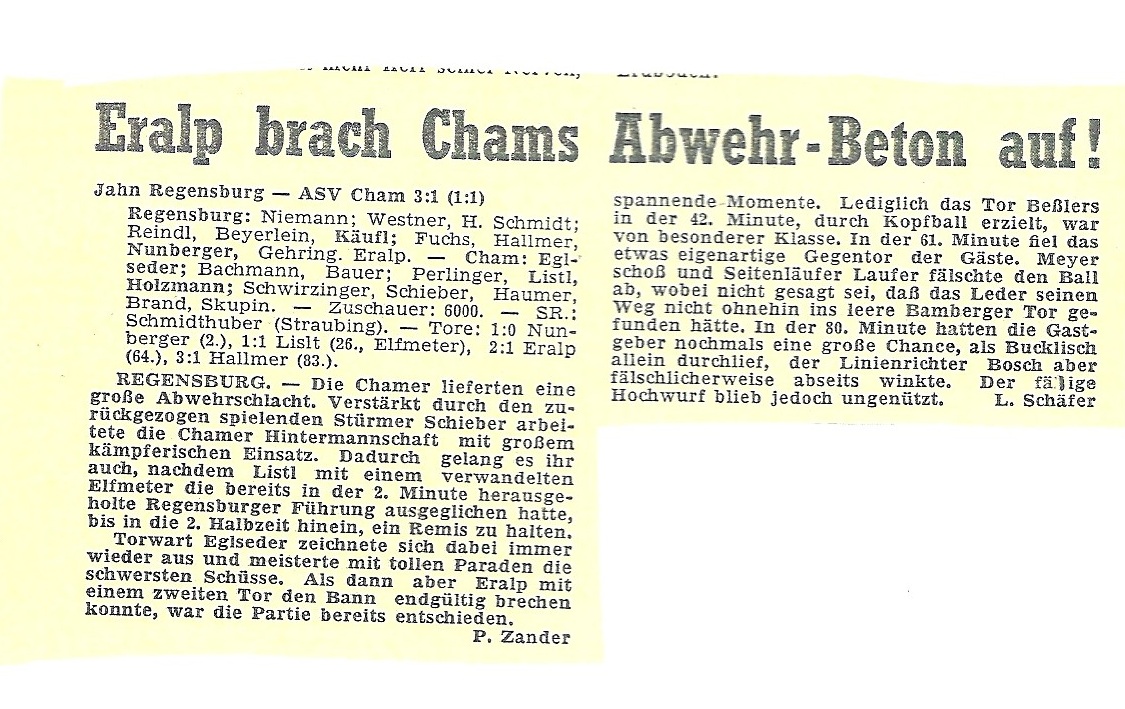 Eralp brach Chams Abwehr-Beton auf!
Jahn Regensburg — ASV Cham 3:1 (1:1)
Regensburg: Niemann; Westner, H. Schmidt;
Reindl, Beyerlein, Käufl; Fuchs, Hallmer,
Nunberger, Gehring. Eralp. — Cham: Egl-
seder; Bachmann, Bauer; Perlinger, Listl,
Holzmann; Schwirzinger, Schieber, Haumer,
Brand, Skupin. — Zuschauer: 6000. — SR.:
Schmidthuber (Straubing). — Tore: 1:0 Nun-
berger (2.), 1:1 Lislt (26., Elfmeter), 2:1 Eralp
(64.), 3:1 Hallmer (83.).
REGENSBURG. — Die Chamer lieferten eine
große Abwehrschlacht. Verstärkt durch den zu-
rückgezogen spielenden Stürmer Schieber arbei-
tete die Chamer Hintermannschaft mit großem
kämpferischen Einsatz. Dadurch gelang es ihr
auch, nachdem Listl mit einem verwandelten
Elfmeter die bereits in der 2. Minute herausge-
holte Regensburger Führung ausgeglichen hatte,
bis in die 2. Halbzeit hinein, ein Remis zu halten.
Torwart Eglseder zeichnete sich dabei immer
wieder aus und meisterte mit tollen Paraden die
schwersten Schüsse. Als dann aber Eralp mit
einem zweiten Tor den Bann endgültig brechen
konnte, war die Partie bereits entschieden.
P. Zander
spannende Momente. Lediglich das Tor Beßlers
in der 42. Minute, durch Kopfball erzielt, war
von besonderer Klasse. In der 61. Minute fiel das
etwas eigenartige Gegentor der Gäste. Meyer
schoß und Seitenläufer Laufer fälschte den Ball
ab, wobei nicht gesagt sei, daß das Leder seinen
Weg nicht ohnehin ins leere Bamberger Tor ge-
funden hätte. In der 80. Minute hatten die Gast-
geber nochmals eine große Chance, als Bucklisch
allein durchlief, der Linienrichter Bosch aber
fälschlicherweise abseits winkte. Der fällige
Hochwurf blieb jedoch ungenützt. L. Schäfer